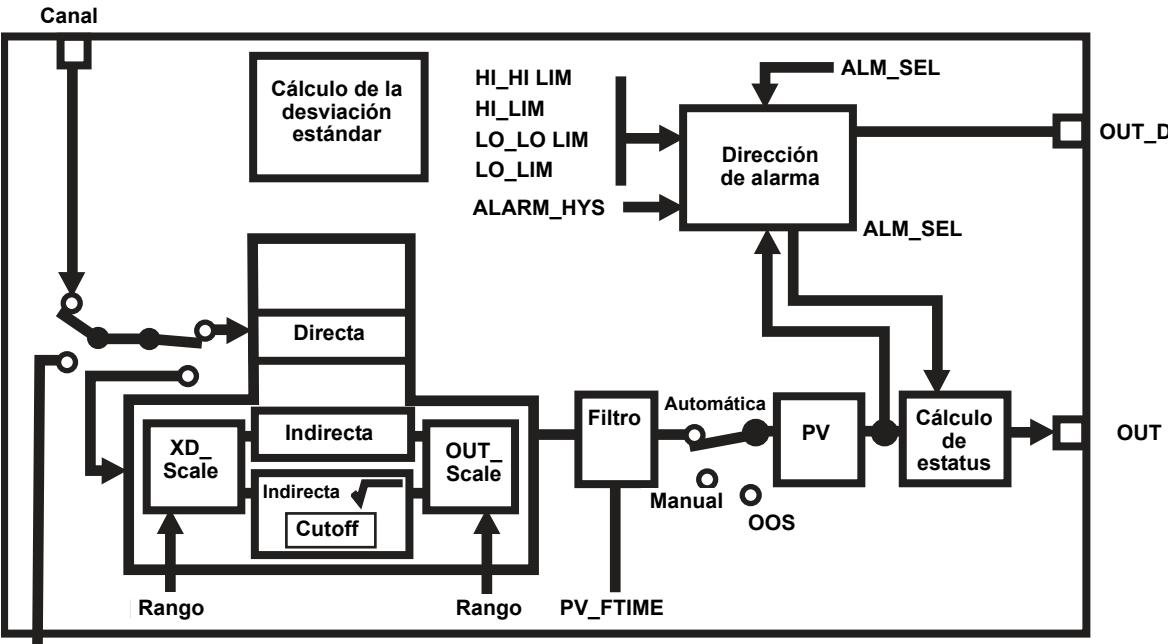 Canal
Cálculo de la
desviación
estándar
HI_HI LIM
HI_LIM
LO_LO LIM
LO_LIM
ALARM_HYS
ALM_SEL
Dirección
de alarma
OUT_D
ALM_SEL
Directa
Indirecta
XD_
Scale
OUT_
Scale
Indirecta
Cutoff
Rango
Rango
Filtro
PV_FTIME
Automática
Manual
OOS
PV
Cálculo
de
estatus
OUT